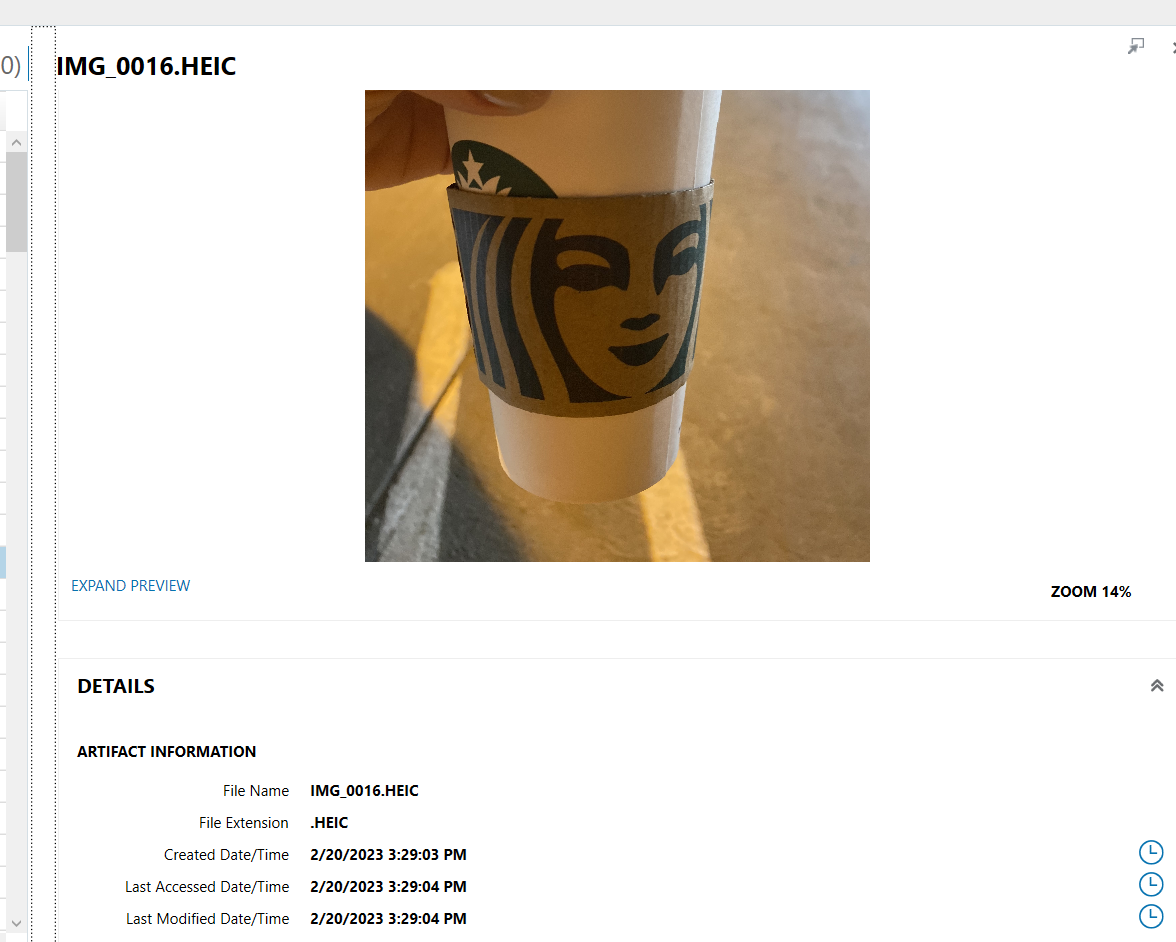 0)
IMG_0016.HEIC
EXPAND PREVIEW
ZOOM 14%
DETAILS
ARTIFACT INFORMATION
File Name IMG_0016.HEIC
File Extension .HEIC
Created Date/Time 2/20/2023 3:29:03 PM
Last Accessed Date/Time 2/20/2023 3:29:04 PM
Last Modified Date/Time 2/20/2023 3:29:04 PM